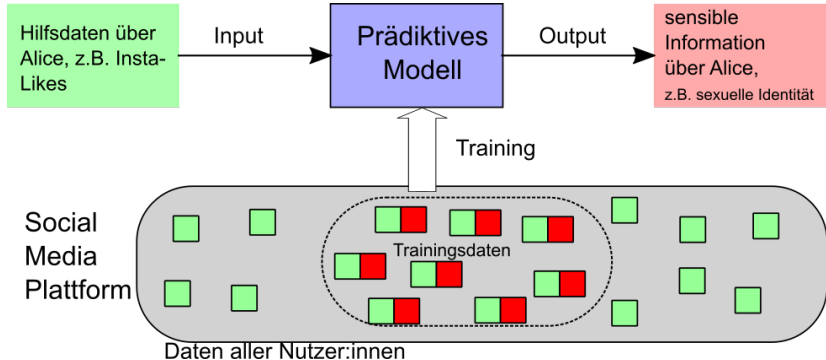 Hilfsdaten über
Alice, z.B. Insta-
Likes
Input
Prädiktives
Modell
Output
sensible
Information
über Alice,
z.B. sexuelle Identität
Training
Social
Media
Plattform
Trainingsdaten
Daten aller Nutzer:innen